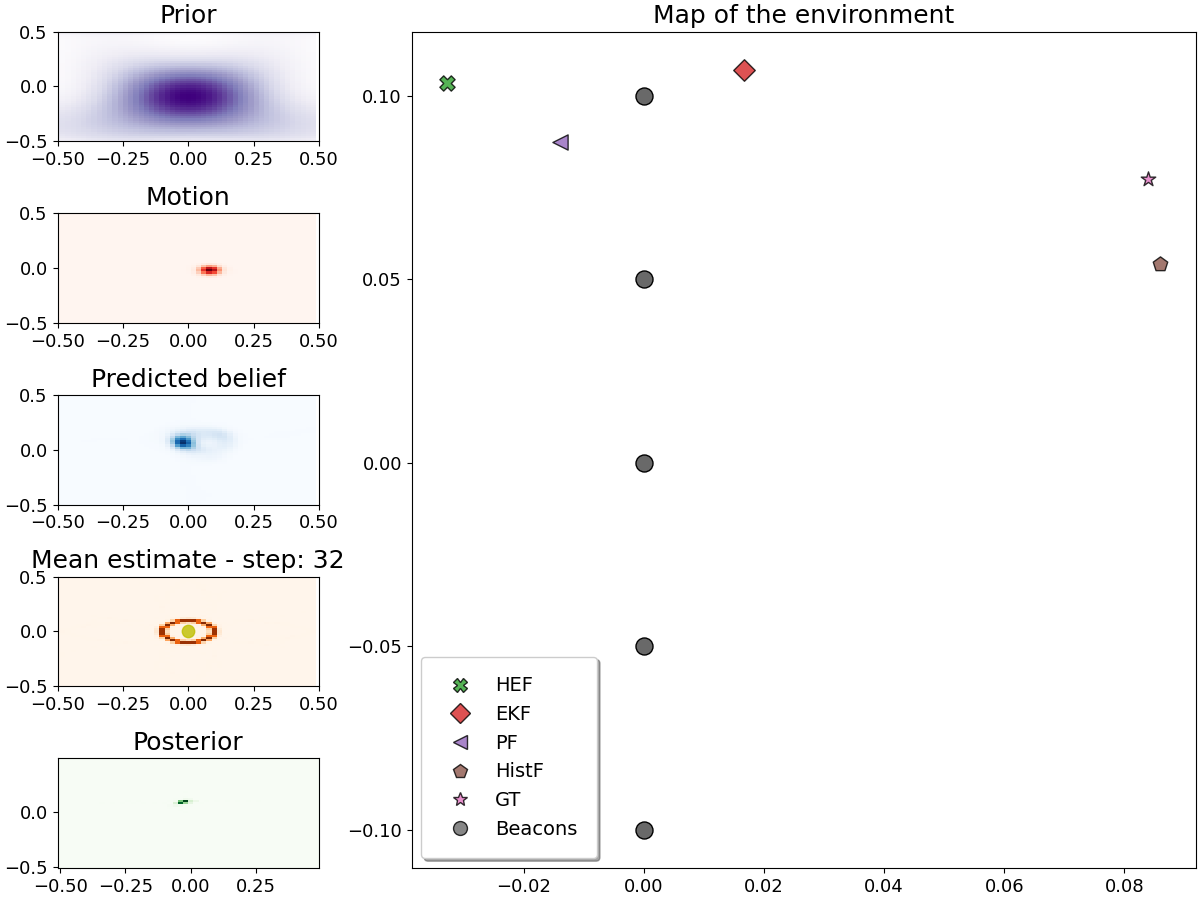 Prior
0.5
0.0
−0.5
−0.50 −0.25 0.00 0.25 0.50
Motion
0.5
0.0
−0.5
−0.50 −0.25 0.00 0.25 0.50
Predicted belief
0.5
0.0
−0.5
−0.50 −0.25 0.00 0.25 0.50
Mean estimate - step: 32
0.5
0.0
−0.5
−0.50 −0.25 0.00 0.25 0.50
Posterior
0.0
−0.5
−0.50 −0.25 0.00 0.25
Map of the environment
0.10
0.05
0.00
−0.05
−0.10
HEF
EKF
PF
HistF
GT
Beacons
−0.02 0.00 0.02 0.04 0.06 0.08